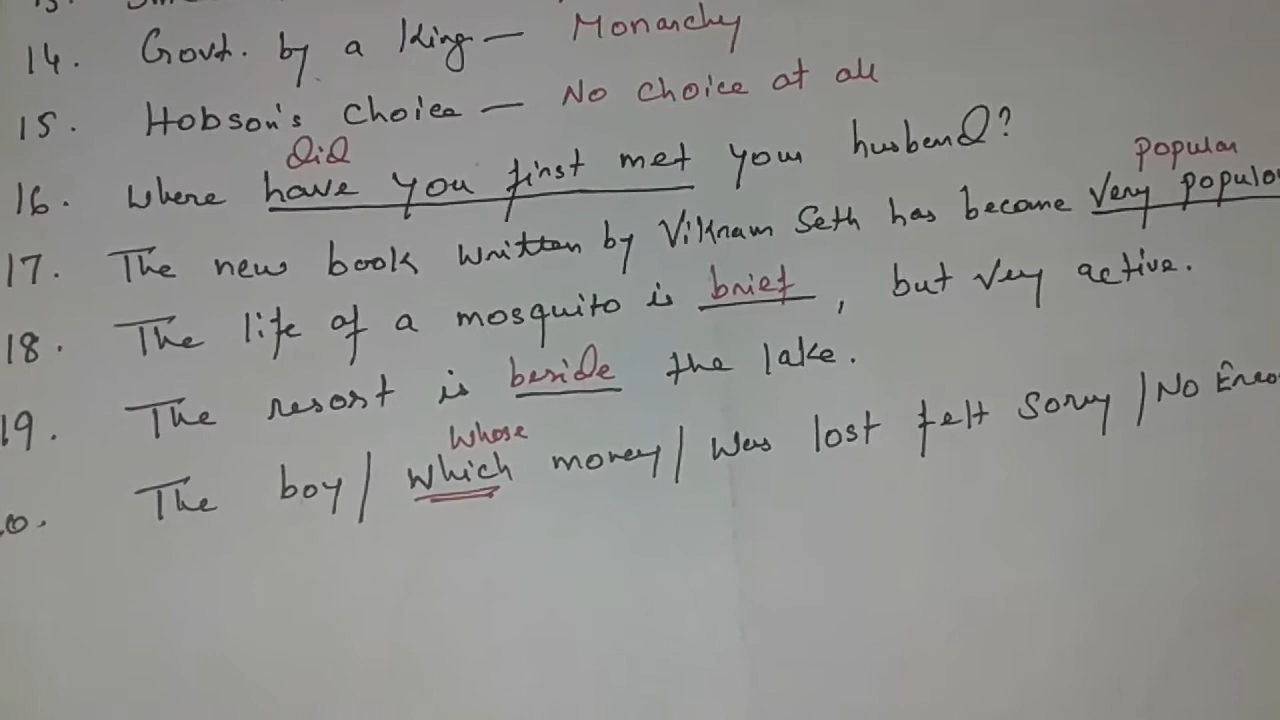 14. Govt. by a King — Monarchy
15. Hobson's Choice — No choice at all
Did
16. Where have you first met your husband?
popular
17. The new book written by Vikram Seth has become very popula
18. The life of a mosquito is brief, but very active.
19. The resort is beside the lake.
whose
0. The boy / which money / was lost felt sorry / No